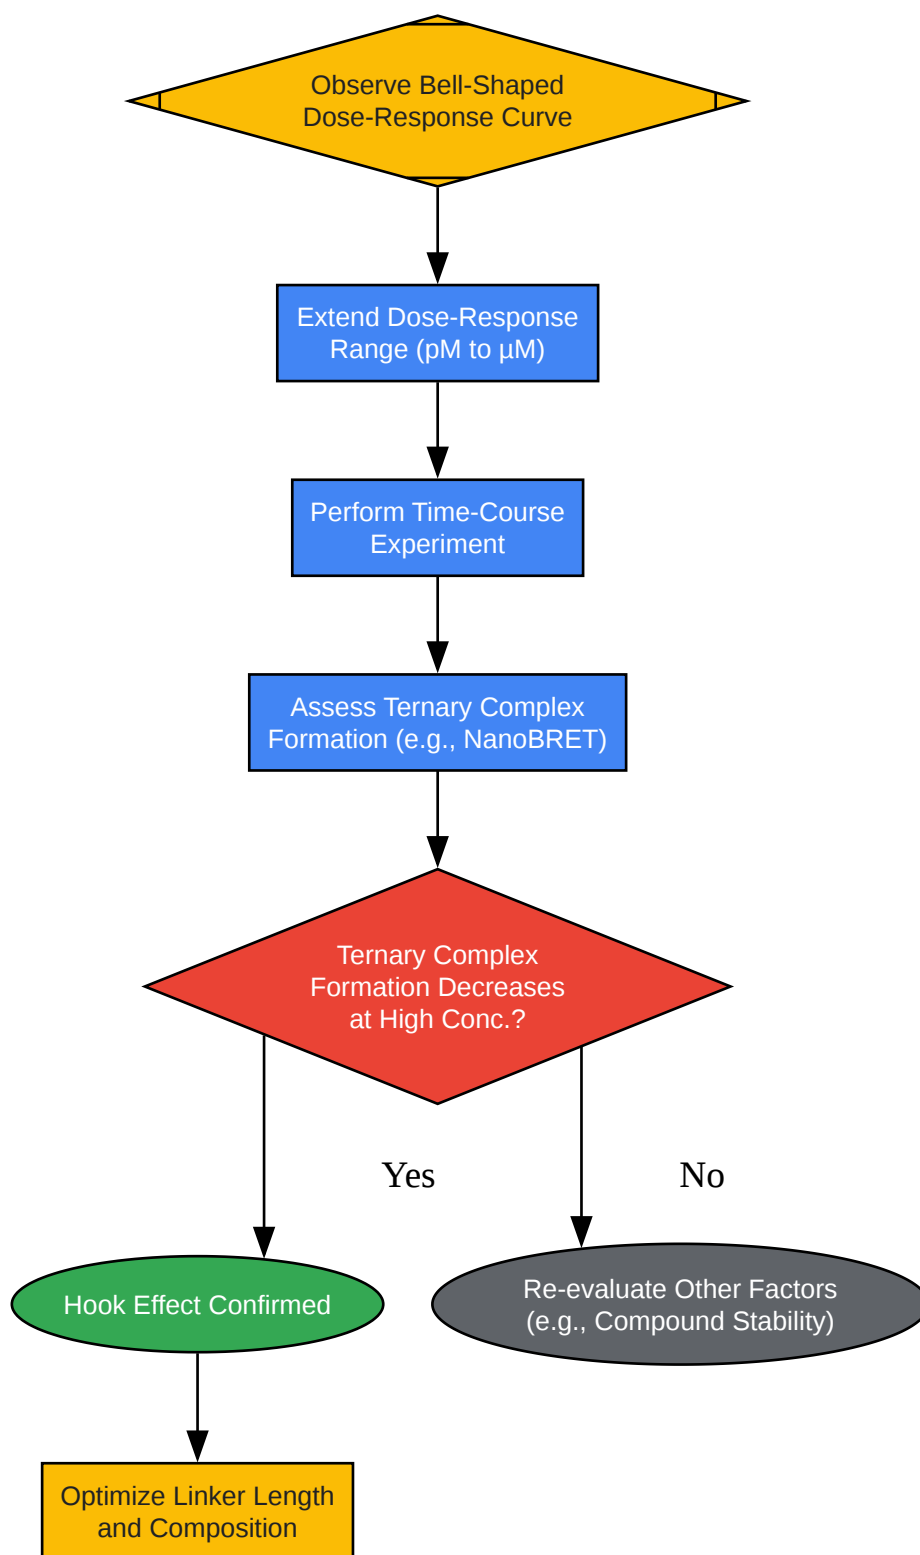 Observe Bell-Shaped
Dose-Response Curve
Extend Dose-Response
Range (pM to µM)
Perform Time-Course
Experiment
Assess Ternary Complex
Formation (e.g., NanoBRET)
Ternary Complex
Formation Decreases
at High Conc.?
Yes
No
Hook Effect Confirmed
Re-evaluate Other Factors
(e.g., Compound Stability)
Optimize Linker Length
and Composition